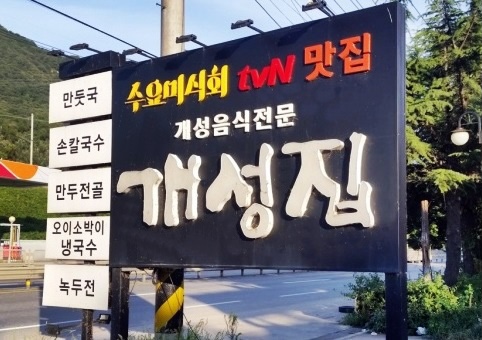 만둣국
손칼국수
만두전골
오이소박이
냉국수
녹두전
수요미식회 tvN 맛집
개성음식전문
개성집